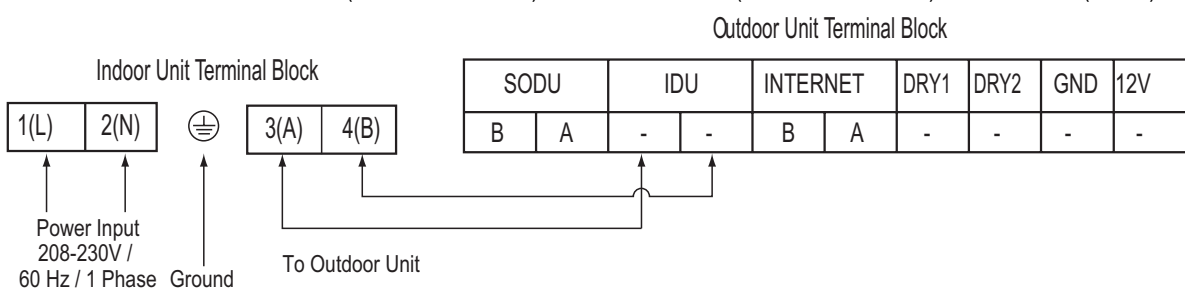 Outdoor Unit Terminal Block
Indoor Unit Terminal Block
SODU IDU INTERNET DRY1 DRY2 GND 12V
B A - - B A - - - -
1(L) 2(N) 3(A) 4(B)
Power Input
208-230V /
60 Hz / 1 Phase
Ground
To Outdoor Unit